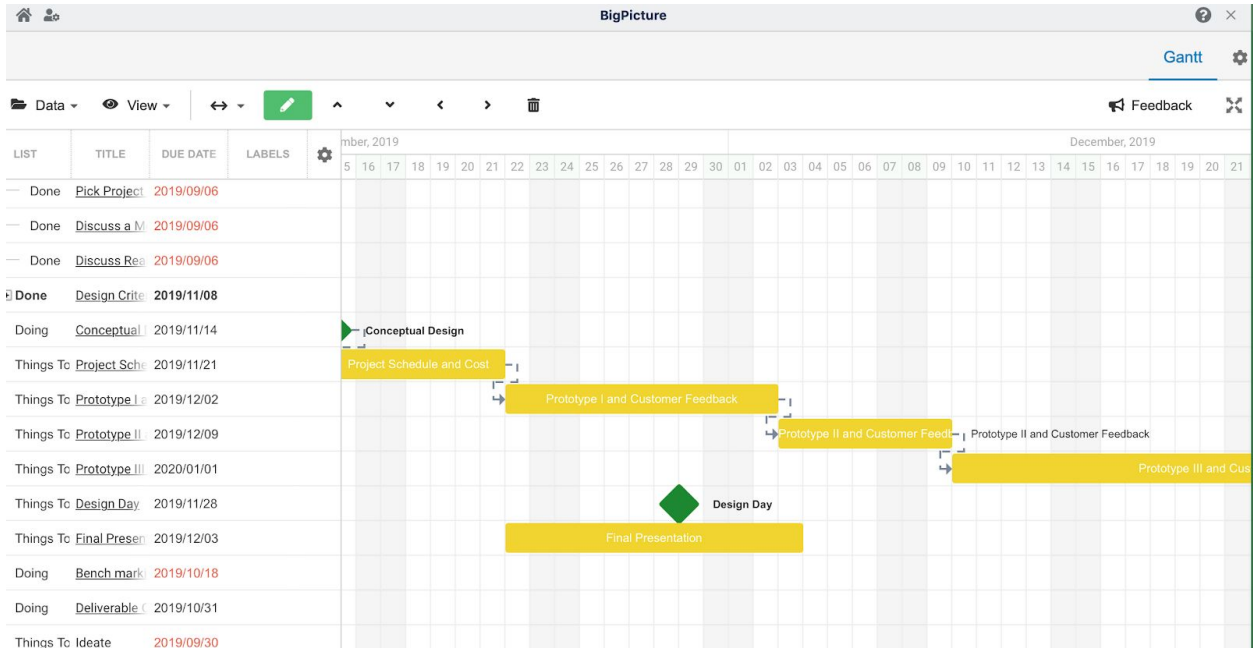 BigPicture
Gantt
Data View Feedback
mber, 2019 December, 2019
LIST TITLE DUE DATE LABELS
5 16 17 18 19 20 21 22 23 24 25 26 27 28 29 30 01 02 03 04 05 06 07 08 09 10 11 12 13 14 15 16 17 18 19 20 21
Done Pick Project 2019/09/06
Done Discuss a M 2019/09/06
Done Discuss Rea 2019/09/06
Done Design Crite 2019/11/08
Doing Conceptual 2019/11/14 Conceptual Design
Things To Project Sche 2019/11/21 Project Schedule and Cost
Things To Prototype I a 2019/12/02 Prototype I and Customer Feedback
Things To Prototype II 2019/12/09 Prototype II and Customer Feedb Prototype II and Customer Feedback
Things To Prototype III 2020/01/01 Prototype III and Cus
Things To Design Day 2019/11/28 Design Day
Things To Final Presen 2019/12/03 Final Presentation
Doing Bench mark 2019/10/18
Doing Deliverable 2019/10/31
Things To Ideate 2019/09/30